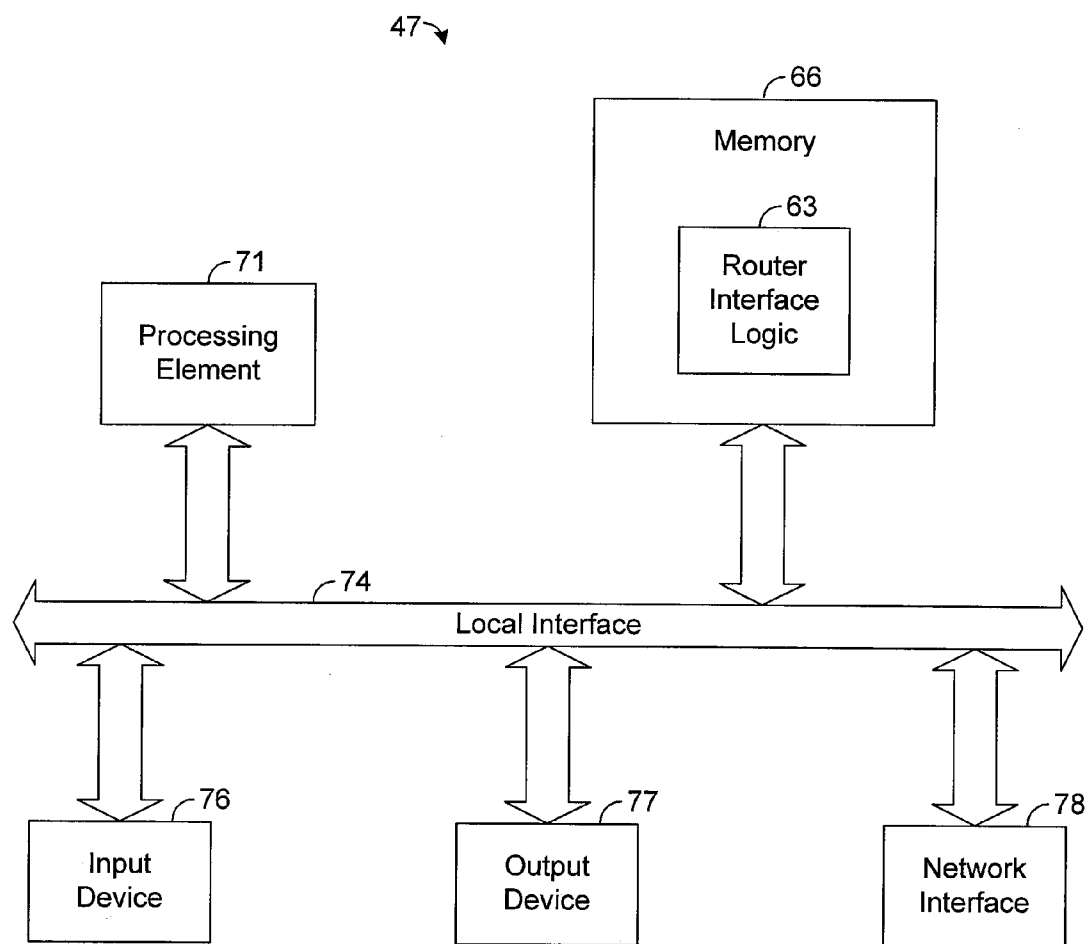 47
66
Memory
63
Router
Interface
Logic
71
Processing
Element
74
Local Interface
76
Input
Device
77
Output
Device
78
Network
Interface